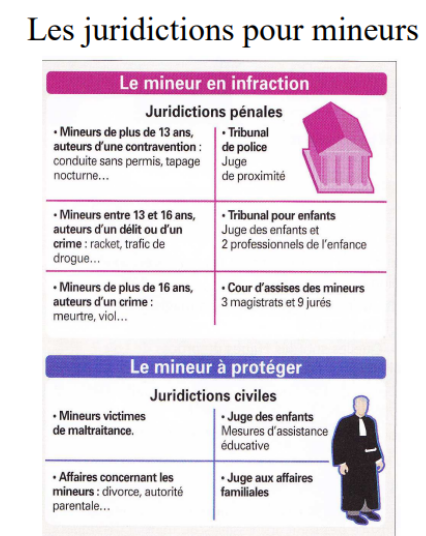 Les juridictions pour mineurs
Le mineur en infraction
Juridictions pénales
• Mineurs de plus de 13 ans,
auteurs d'une contravention :
conduite sans permis, tapage
nocturne…
• Tribunal
de police
Juge
de proximité
• Mineurs entre 13 et 16 ans,
auteurs d'un délit ou d'un
crime : racket, trafic de
drogue…
• Tribunal pour enfants
Juge des enfants et
2 professionnels de l'enfance
• Mineurs de plus de 16 ans,
auteurs d'un crime :
meurtre, viol…
• Cour d'assises des mineurs
3 magistrats et 9 jurés
Le mineur à protéger
Juridictions civiles
• Mineurs victimes
de maltraitance.
• Juge des enfants
Mesures d'assistance
éducative
• Affaires concernant les
mineurs : divorce, autorité
parentale…
• Juge aux affaires
familiales